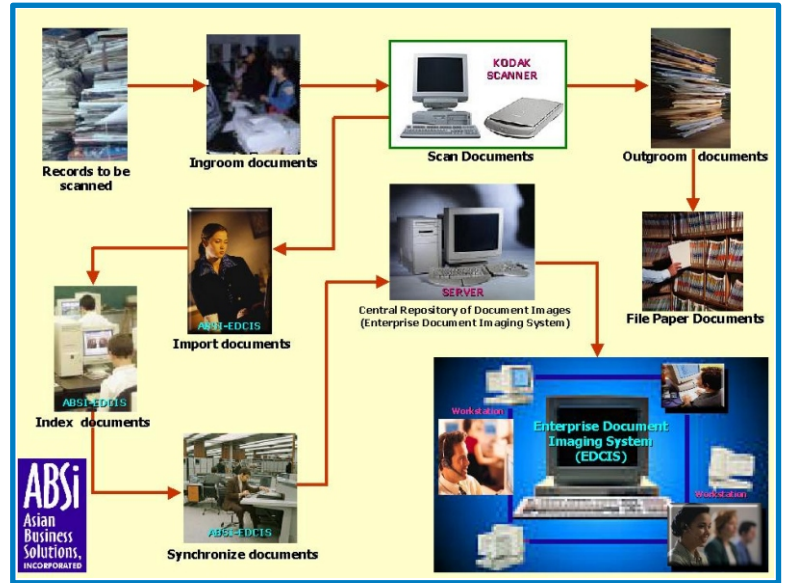 KODAK
SCANNER
Records to be
scanned
Ingroom documents
Scan Documents
Outgroom documents
ABSI-EDCIS
Import documents
SERVER
Central Repository of Document Images
(Enterprise Document Imaging System)
File Paper Documents
ABSI-EDCIS
Index documents
Workstation
Enterprise Document
Imaging System
(EDCIS)
Workstation
ABSi
Asian
Business
Solutions,
INCORPORATED
ABSI-EDCIS
Synchronize documents